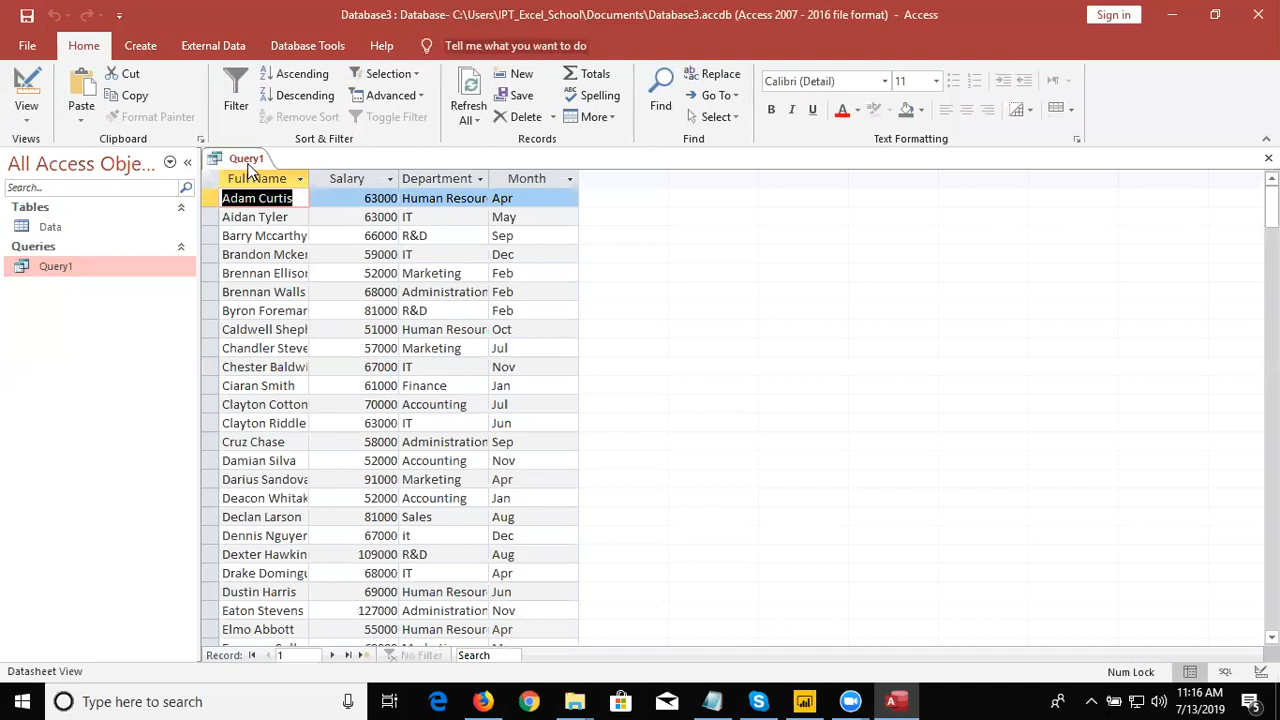 Database3 : Database- C:\Users\IPT_Excel_School\Documents\Database3.accdb (Access 2007 - 2016 file format) - Access
Sign in
File Home Create External Data Database Tools Help Tell me what you want to do
View
Views
Paste
Cut
Copy
Format Painter
Clipboard
Filter
Ascending
Descending
Remove Sort
Selection
Advanced
Toggle Filter
Sort & Filter
Refresh
All
New
Save
Delete
Totals
Spelling
More
Records
Find
Replace
Go To
Select
Find
Calibri (Detail) 11
B I U A
Text Formatting
All Access Obje...
Search...
Tables
Data
Queries
Query1
Query1
Full Name Salary Department Month
Adam Curtis 63000 Human Resour Apr
Aidan Tyler 63000 IT May
Barry Mccarthy 66000 R&D Sep
Brandon Mcker 59000 IT Dec
Brennan Ellison 52000 Marketing Feb
Brennan Walls 68000 Administration Feb
Byron Foreman 81000 R&D Feb
Caldwell Sheph 51000 Human Resour Oct
Chandler Steve 57000 Marketing Jul
Chester Baldwi 67000 IT Nov
Ciaran Smith 61000 Finance Jan
Clayton Cotton 70000 Accounting Jul
Clayton Riddle 63000 IT Jun
Cruz Chase 58000 Administration Sep
Damian Silva 52000 Accounting Nov
Darius Sandova 91000 Marketing Apr
Deacon Whitak 52000 Accounting Jan
Declan Larson 81000 Sales Aug
Dennis Nguyer 67000 it Dec
Dexter Hawkin 109000 R&D Aug
Drake Domingu 68000 IT Apr
Dustin Harris 69000 Human Resour Jun
Eaton Stevens 127000 Administration Nov
Elmo Abbott 55000 Human Resour Apr
Record: 1 No Filter Search
Datasheet View
Num Lock
SQL
Type here to search
11:16 AM
7/13/2019
5